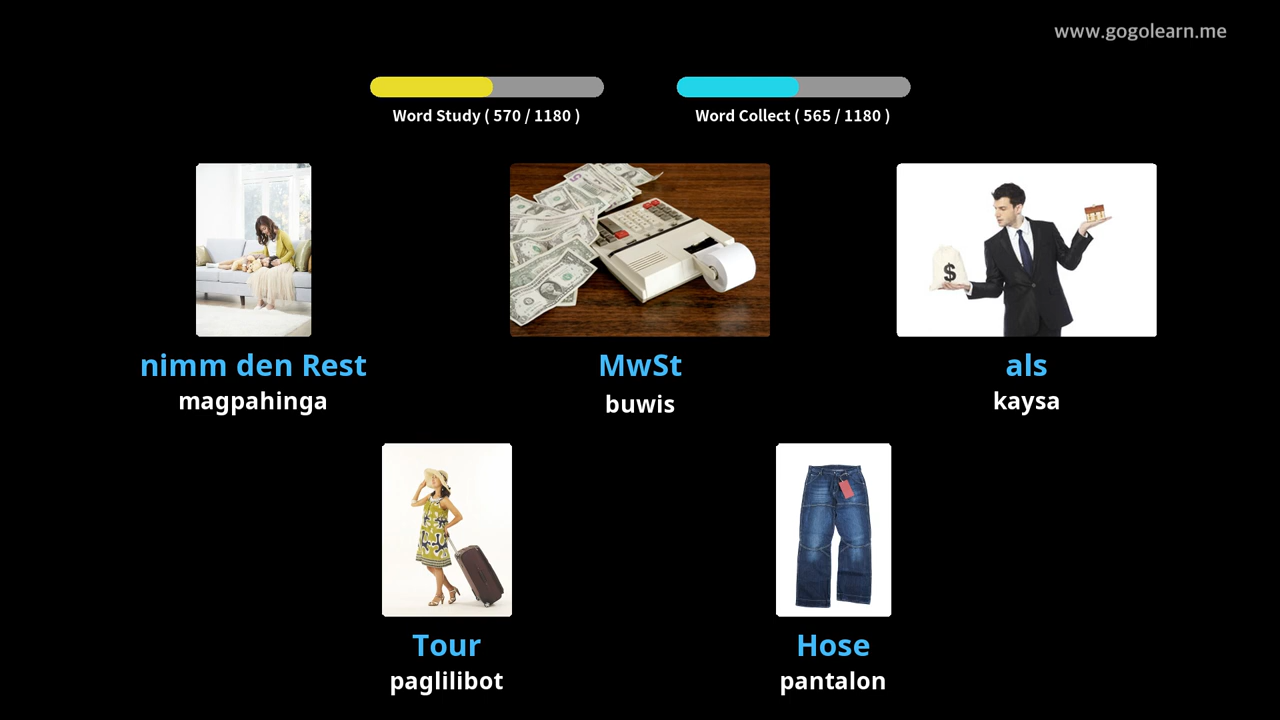 www.gogolearn.me
Word Study ( 570 / 1180 )
Word Collect ( 565 / 1180 )
$
nimm den Rest
magpahinga
MwSt
buwis
als
kaysa
Tour
paglilibot
Hose
pantalon